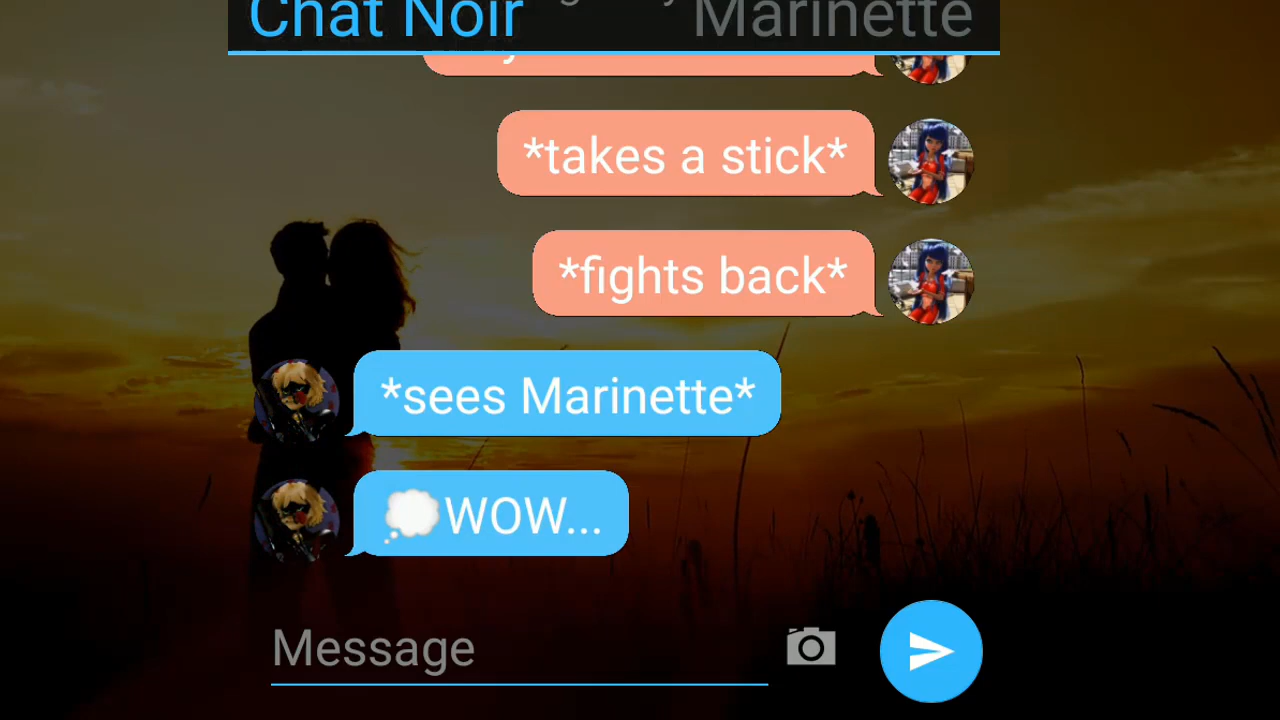 Chat Noir Marinette
*takes a stick*
*fights back*
*sees Marinette*
💭WOW...
Message